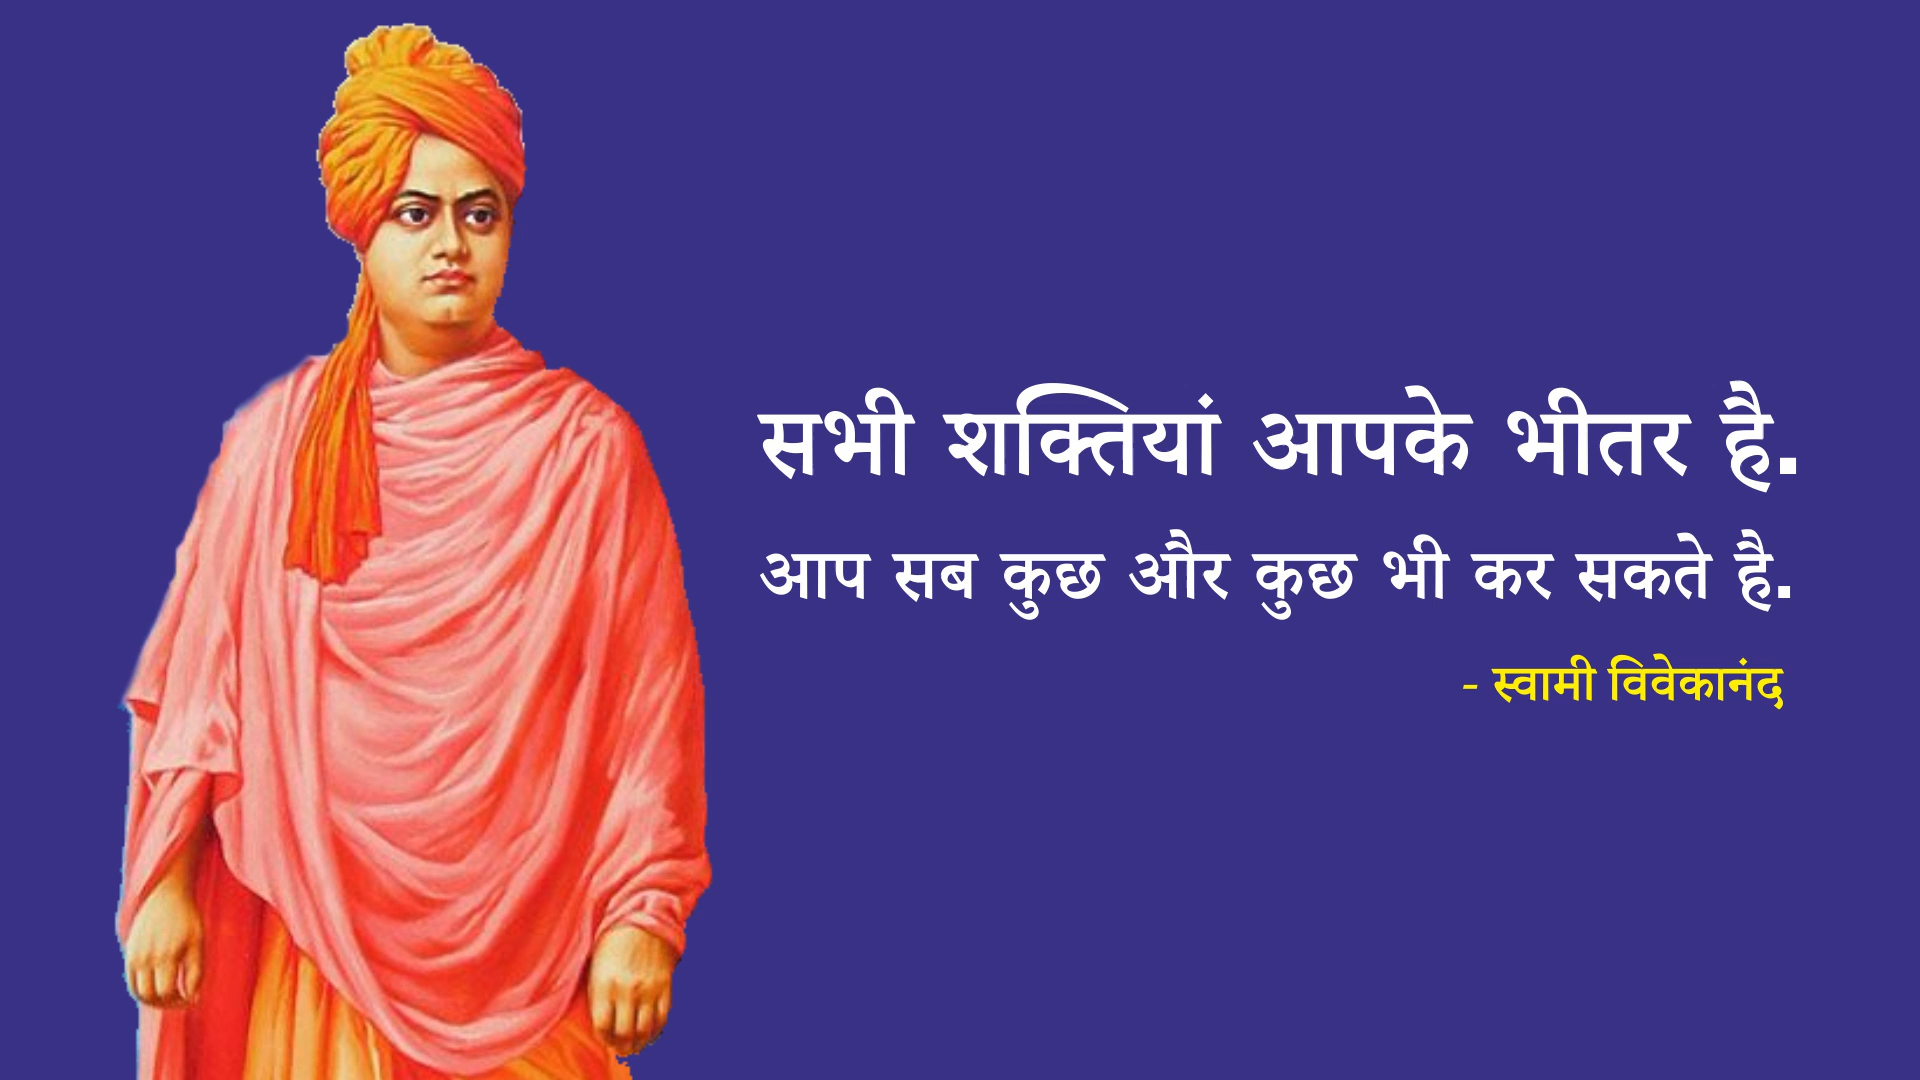 सभी शक्तियां आपके भीतर है.
आप सब कुछ और कुछ भी कर सकते है.
- स्वामी विवेकानंद